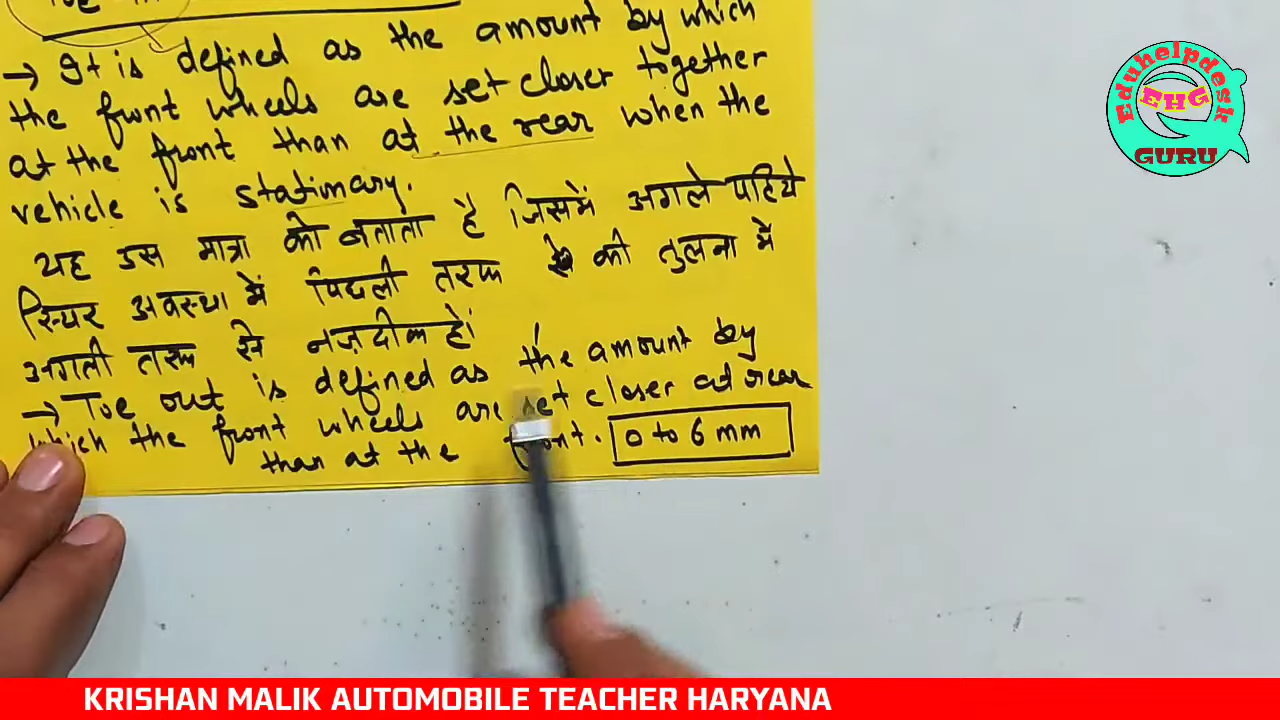 Toe in
→ It is defined as the amount by which
the front wheels are set closer together
at the front than at the rear when the
vehicle is stationary.
यह उस मात्रा को बताता है जिसमें अगले पहिये
स्थिर अवस्था में पिछली तरफ की तुलना में
अगली तरफ से नज़दीक हों
→ Toe out is defined as the amount by
which the front wheels are set closer at rear
than at the front. 0 to 6 mm
Eduhelpdesk
EHG
GURU
KRISHAN MALIK AUTOMOBILE TEACHER HARYANA